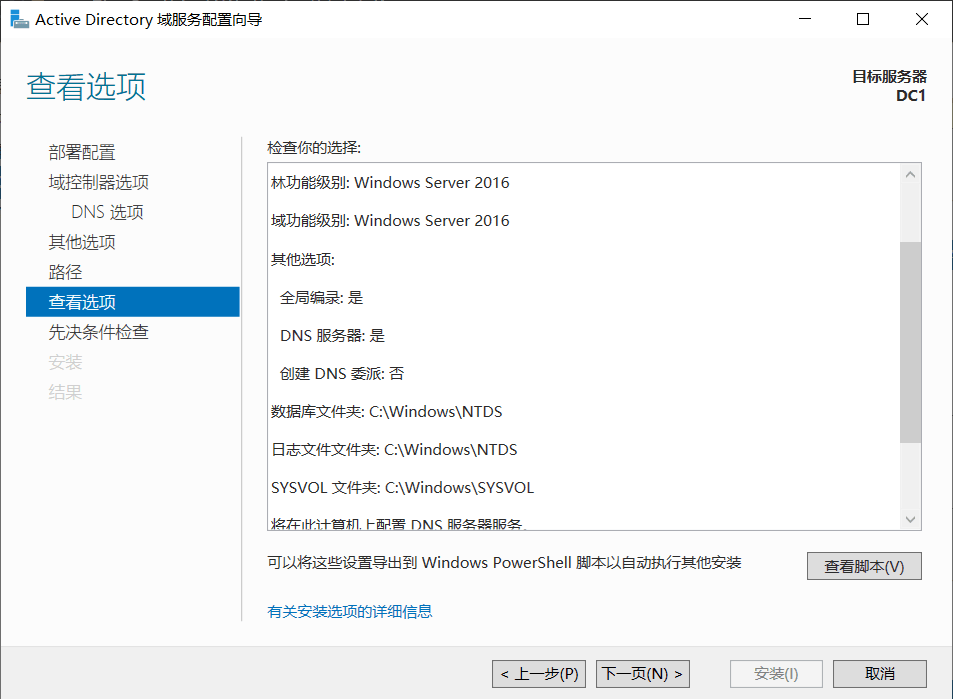 Active Directory 域服务配置向导
查看选项
目标服务器
DC1
部署配置
域控制器选项
DNS 选项
其他选项
路径
查看选项
先决条件检查
安装
结果
检查你的选择:
林功能级别: Windows Server 2016
域功能级别: Windows Server 2016
其他选项:
全局编录: 是
DNS 服务器: 是
创建 DNS 委派: 否
数据库文件夹: C:\Windows\NTDS
日志文件文件夹: C:\Windows\NTDS
SYSVOL 文件夹: C:\Windows\SYSVOL
将在此计算机上配置 DNS 服务器服务。
可以将这些设置导出到 Windows PowerShell 脚本以自动执行其他安装
查看脚本(V)
有关安装选项的详细信息
< 上一步(P)
下一页(N) >
安装(I)
取消